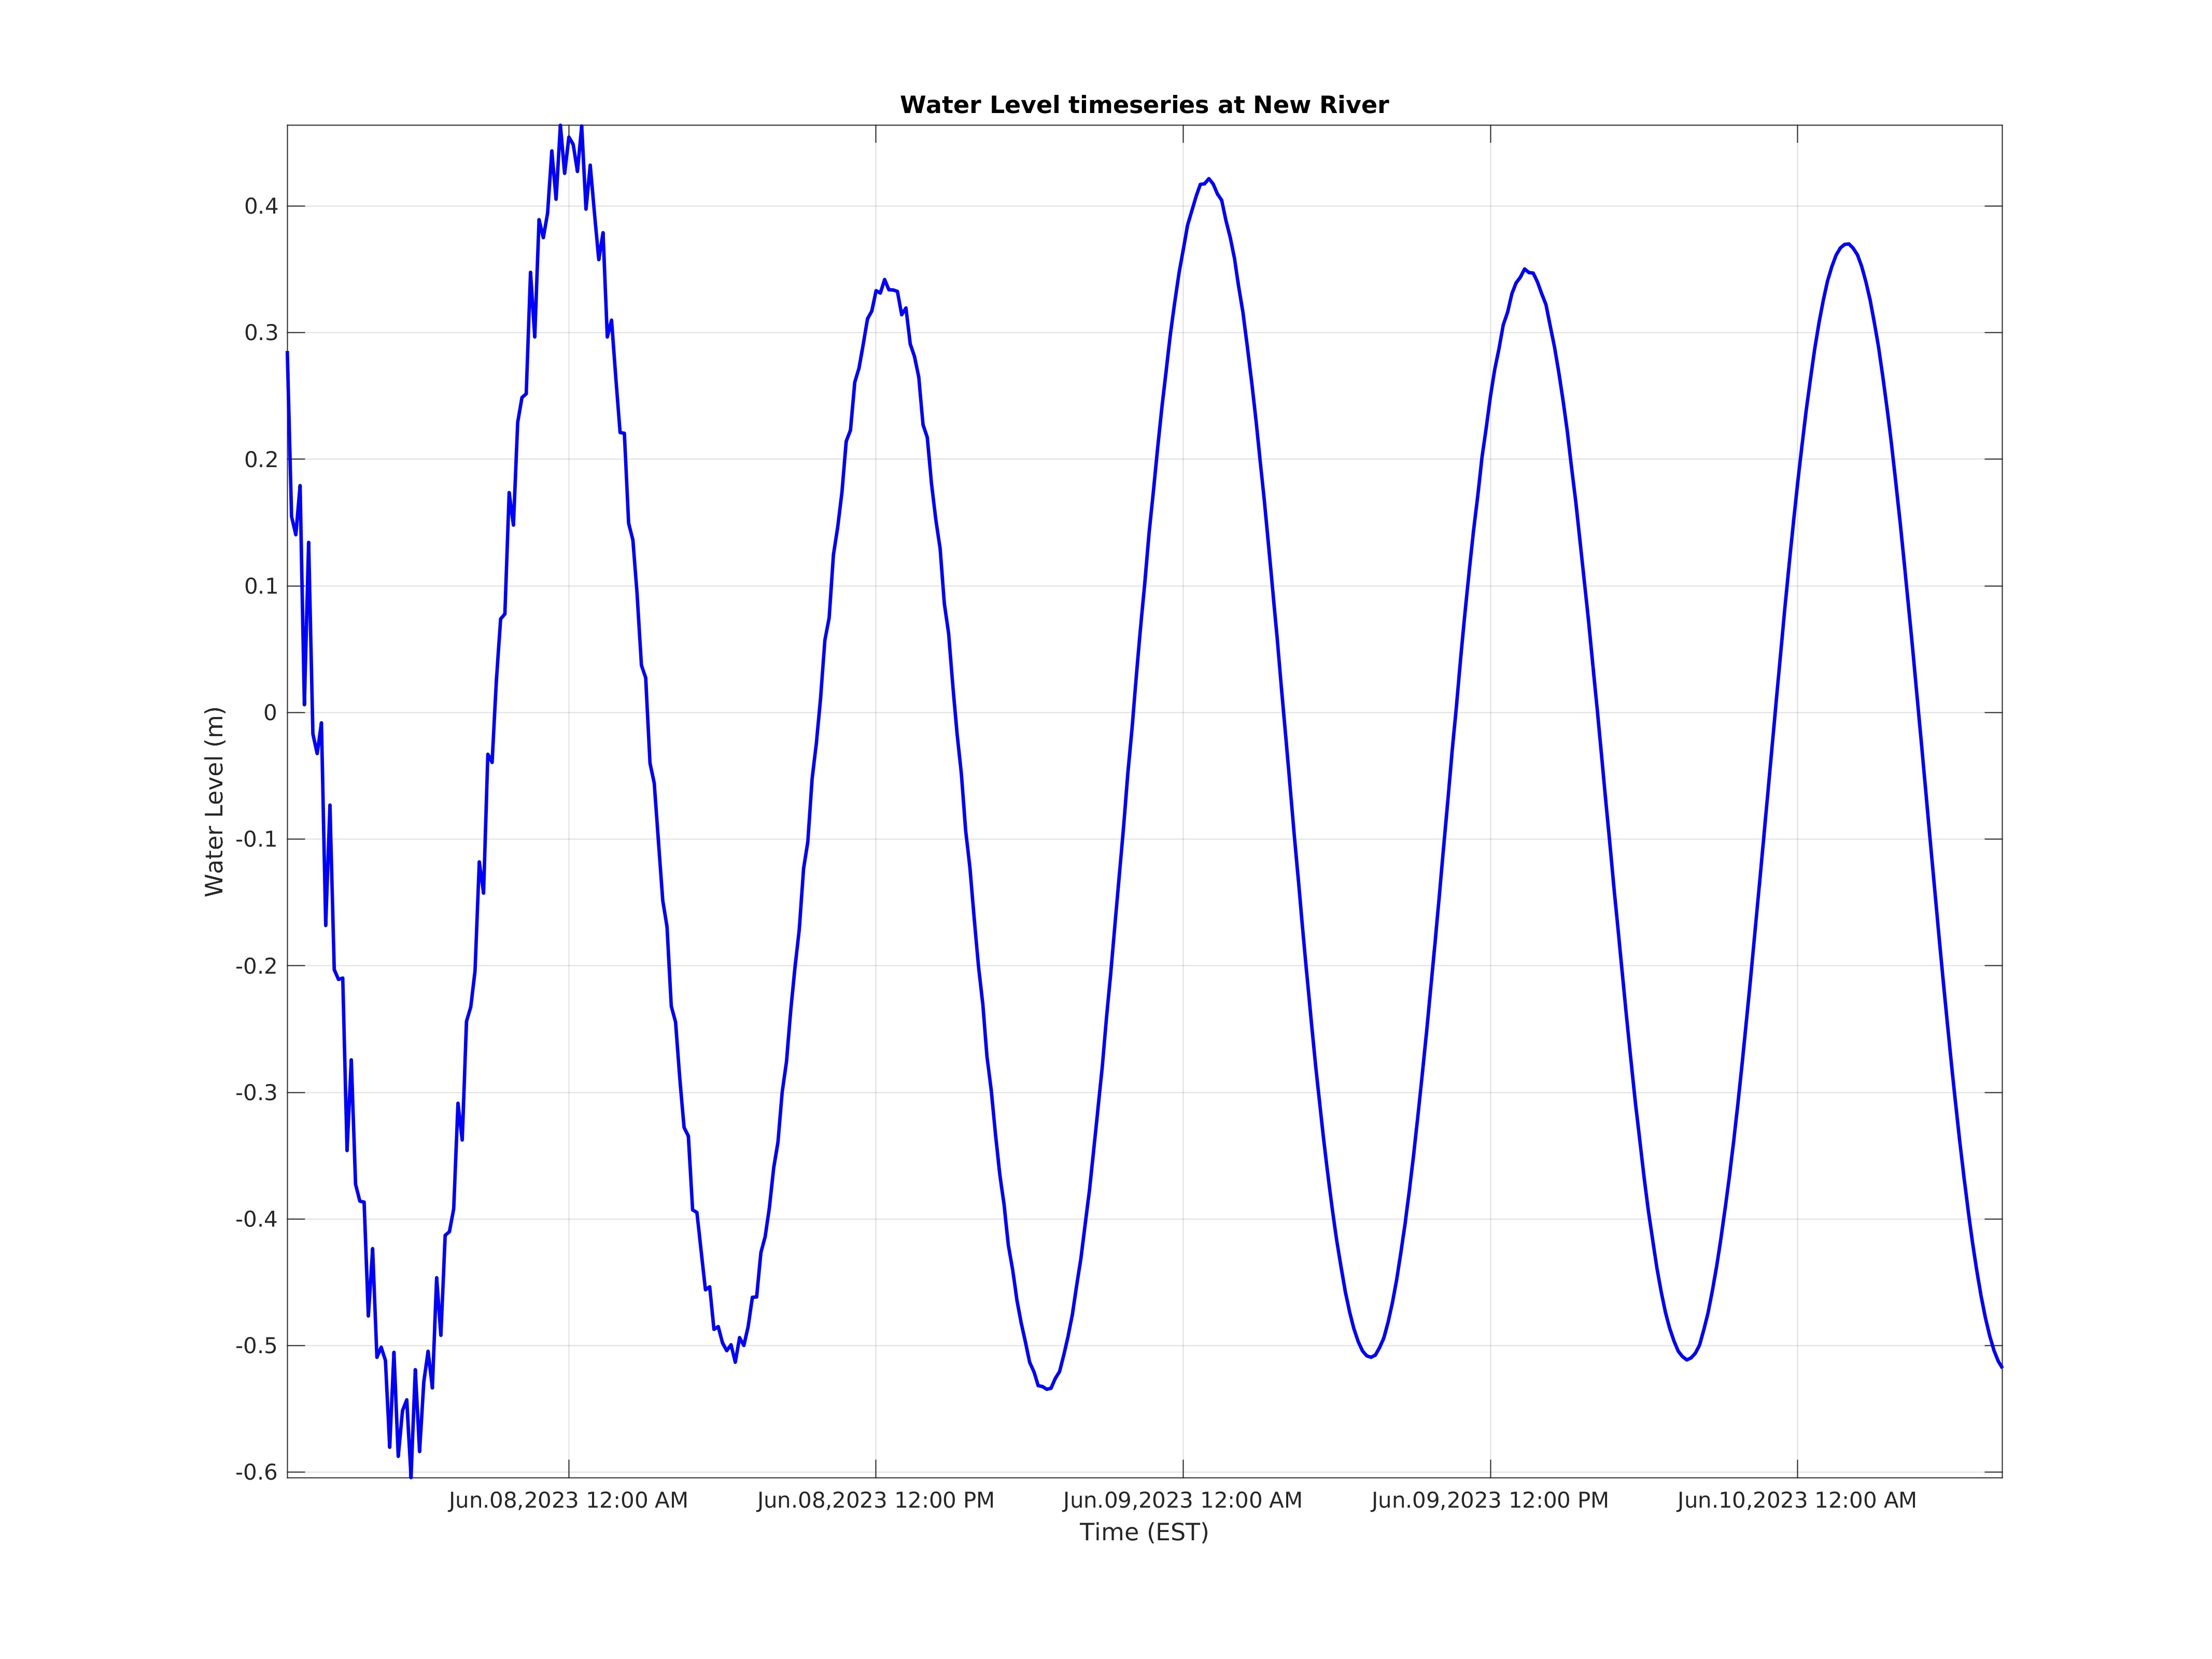 Water Level timeseries at New River
0.4
0.3
0.2
0.1
0
-0.1
-0.2
-0.3
-0.4
-0.5
-0.6
Water Level (m)
Jun.08,2023 12:00 AM
Jun.08,2023 12:00 PM
Jun.09,2023 12:00 AM
Jun.09,2023 12:00 PM
Jun.10,2023 12:00 AM
Time (EST)